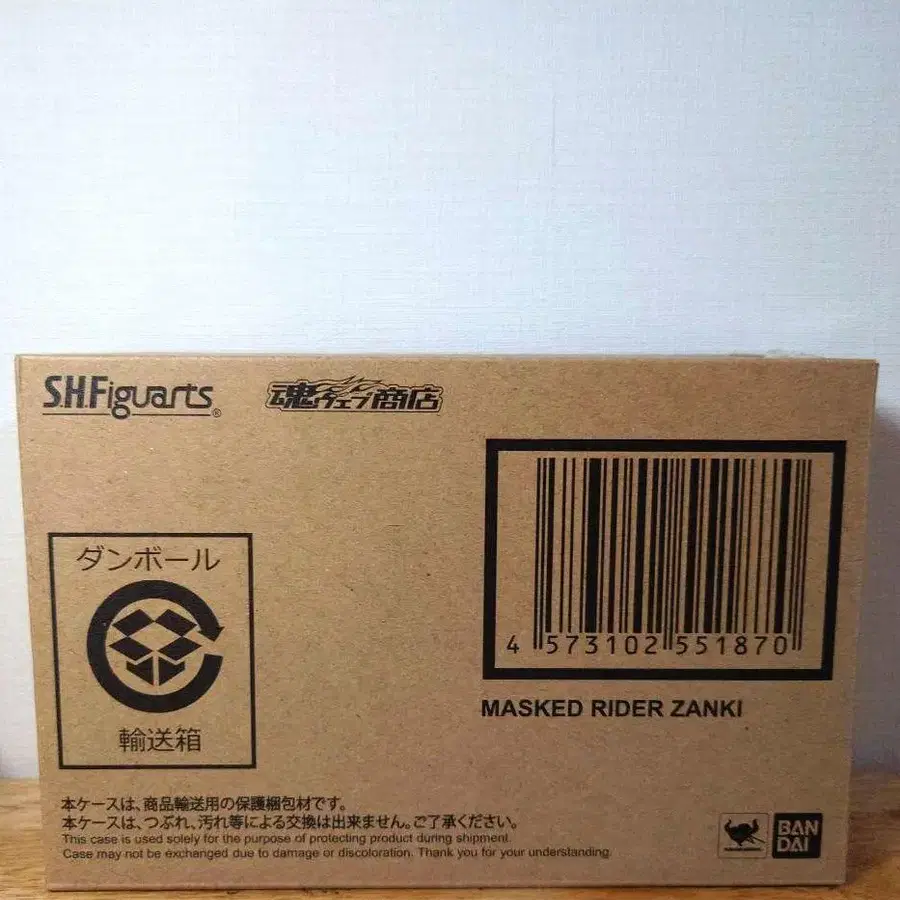 S.H.Figuarts®
魂ウェブ商店
4 573102 551870
MASKED RIDER ZANKI
ダンボール
輸送箱
本ケースは、商品輸送用の保護梱包材です。
本ケースは、つぶれ、汚れ等による交換は出来ません。ご了承ください。
This case is used solely for the purpose of protecting product during shipment.
Case may not be exchanged due to damage or discoloration. Thank you for your understanding.
BAN
DAI